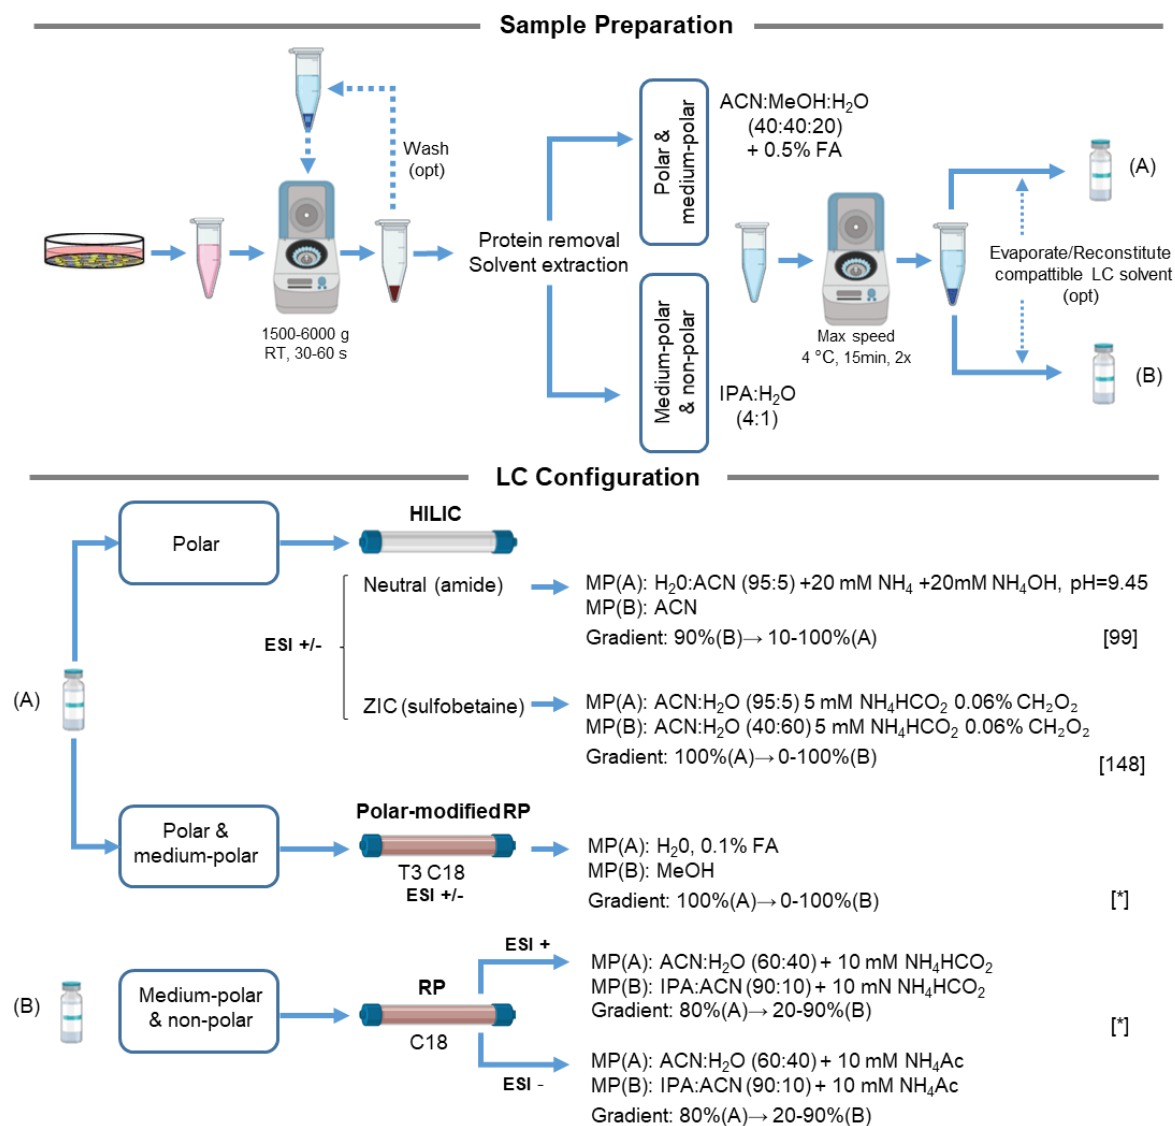 Sample Preparation
Wash
(opt)
1500-6000 g
RT, 30-60 s
Protein removal
Solvent extraction
Polar &
medium-polar
ACN:MeOH:H₂O
(40:40:20)
+ 0.5% FA
Medium-polar
& non-polar
IPA:H₂O
(4:1)
Max speed
4 °C, 15min, 2x
(A)
Evaporate/Reconstitute
compattible LC solvent
(opt)
(B)
LC Configuration
(A)
Polar
HILIC
ESI +/-
Neutral (amide)
MP(A): H₂0:ACN (95:5) +20 mM NH₄ +20mM NH₄OH, pH=9.45
MP(B): ACN
Gradient: 90%(B)→ 10-100%(A)
[99]
ZIC (sulfobetaine)
MP(A): ACN:H₂O (95:5) 5 mM NH₄HCO₂ 0.06% CH₂O₂
MP(B): ACN:H₂O (40:60) 5 mM NH₄HCO₂ 0.06% CH₂O₂
Gradient: 100%(A)→ 0-100%(B)
[148]
Polar &
medium-polar
Polar-modified RP
T3 C18
ESI +/-
MP(A): H₂0, 0.1% FA
MP(B): MeOH
Gradient: 100%(A)→ 0-100%(B)
[*]
(B)
Medium-polar
& non-polar
RP
C18
ESI +
MP(A): ACN:H₂O (60:40) + 10 mM NH₄HCO₂
MP(B): IPA:ACN (90:10) + 10 mN NH₄HCO₂
Gradient: 80%(A)→ 20-90%(B)
[*]
ESI -
MP(A): ACN:H₂O (60:40) + 10 mM NH₄Ac
MP(B): IPA:ACN (90:10) + 10 mM NH₄Ac
Gradient: 80%(A)→ 20-90%(B)